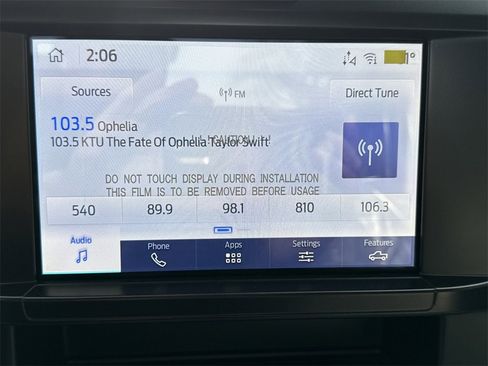 2:06
1°
Sources
FM
Direct Tune
103.5 Ophelia
103.5 KTU The Fate Of Ophelia Taylor Swift
! CAUTION !
DO NOT TOUCH DISPLAY DURING INSTALLATION
THIS FILM IS TO BE REMOVED BEFORE USAGE
540 89.9 98.1 810 106.3
Audio Phone Apps Settings Features